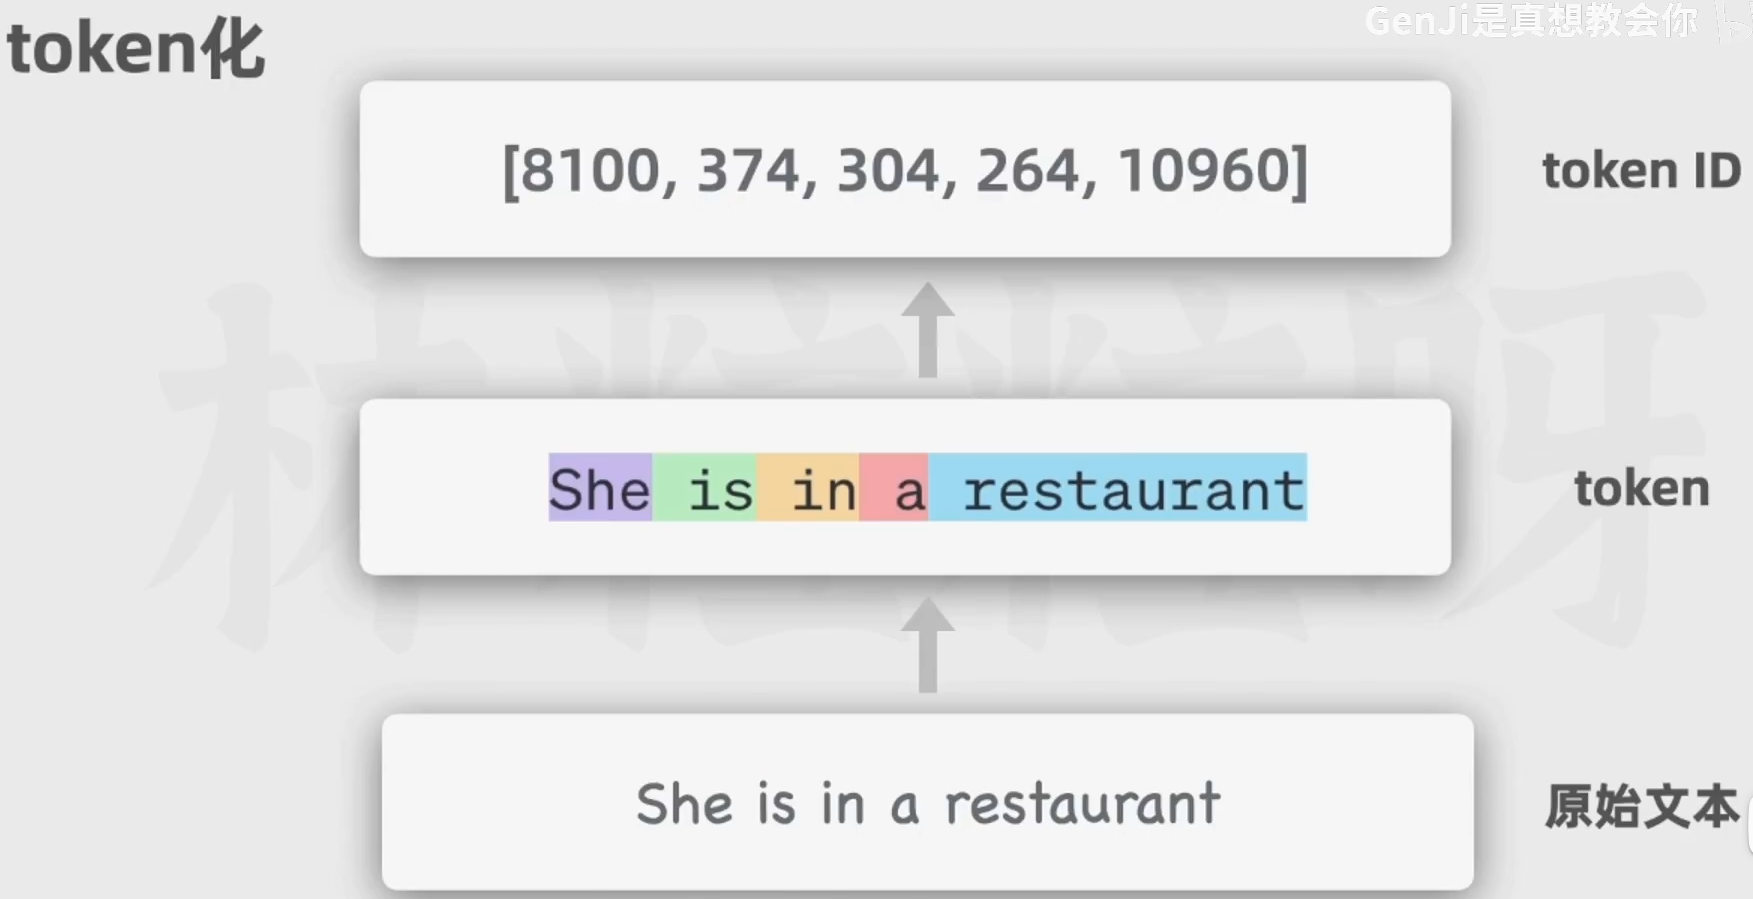 GenJi是真想教会你
token化
[8100, 374, 304, 264, 10960]
token ID
She is in a restaurant
token
She is in a restaurant
原始文本